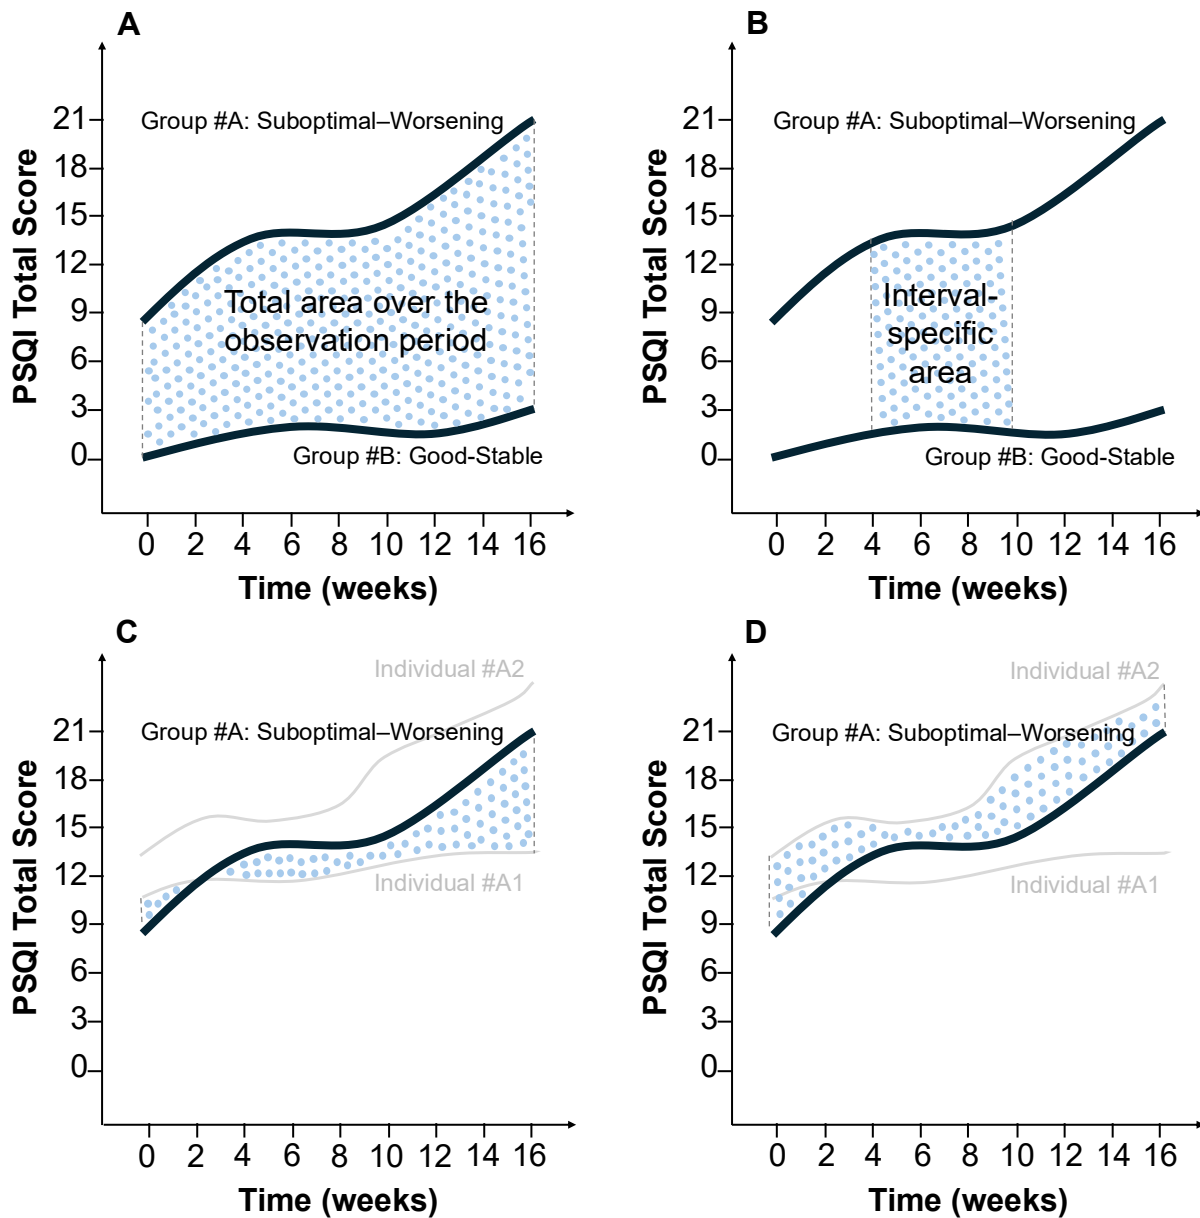 A
PSQI Total Score
21
18
15
12
9
6
3
0
Group #A: Suboptimal–Worsening
Total area over the
observation period
Group #B: Good-Stable
0 2 4 6 8 10 12 14 16
Time (weeks)
B
PSQI Total Score
21
18
15
12
9
6
3
0
Group #A: Suboptimal–Worsening
Interval-
specific
area
Group #B: Good-Stable
0 2 4 6 8 10 12 14 16
Time (weeks)
C
PSQI Total Score
21
18
15
12
9
6
3
0
Individual #A2
Group #A: Suboptimal–Worsening
Individual #A1
0 2 4 6 8 10 12 14 16
Time (weeks)
D
PSQI Total Score
21
18
15
12
9
6
3
0
Individual #A2
Group #A: Suboptimal–Worsening
Individual #A1
0 2 4 6 8 10 12 14 16
Time (weeks)